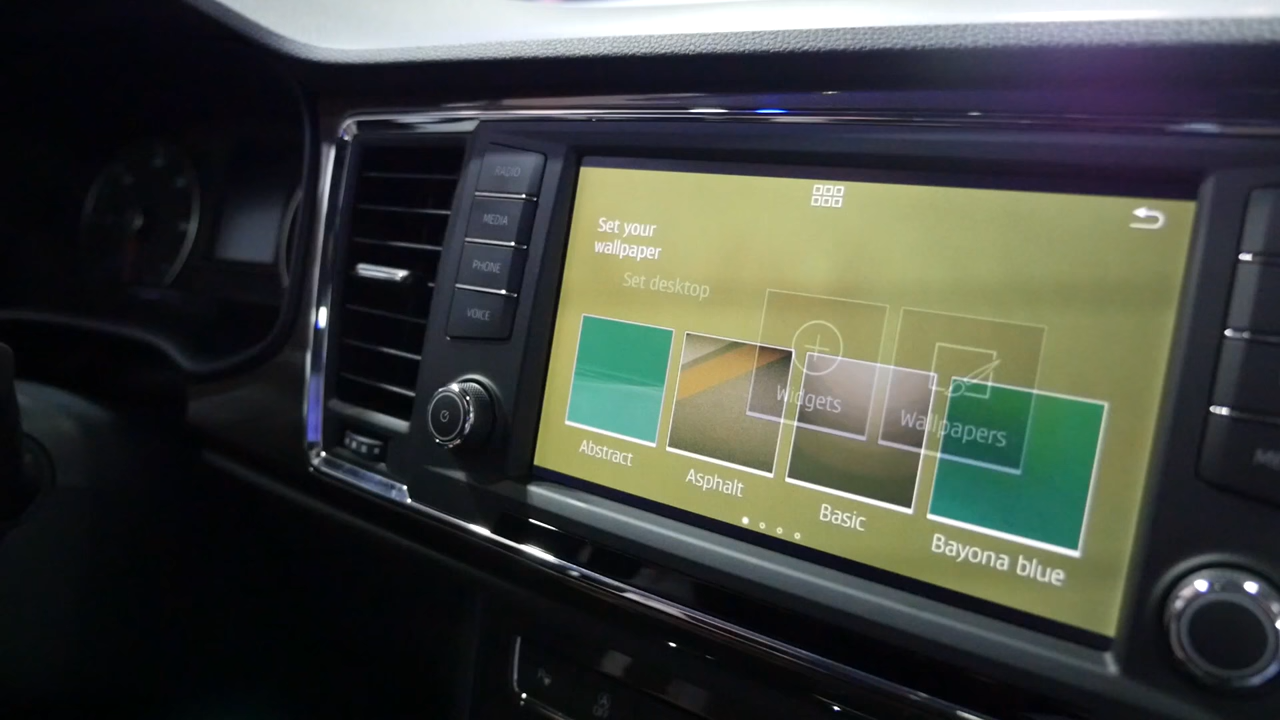 RADIO
MEDIA
PHONE
VOICE
Set your
wallpaper
Set desktop
Widgets
Wallpapers
Abstract
Asphalt
Basic
Bayona blue